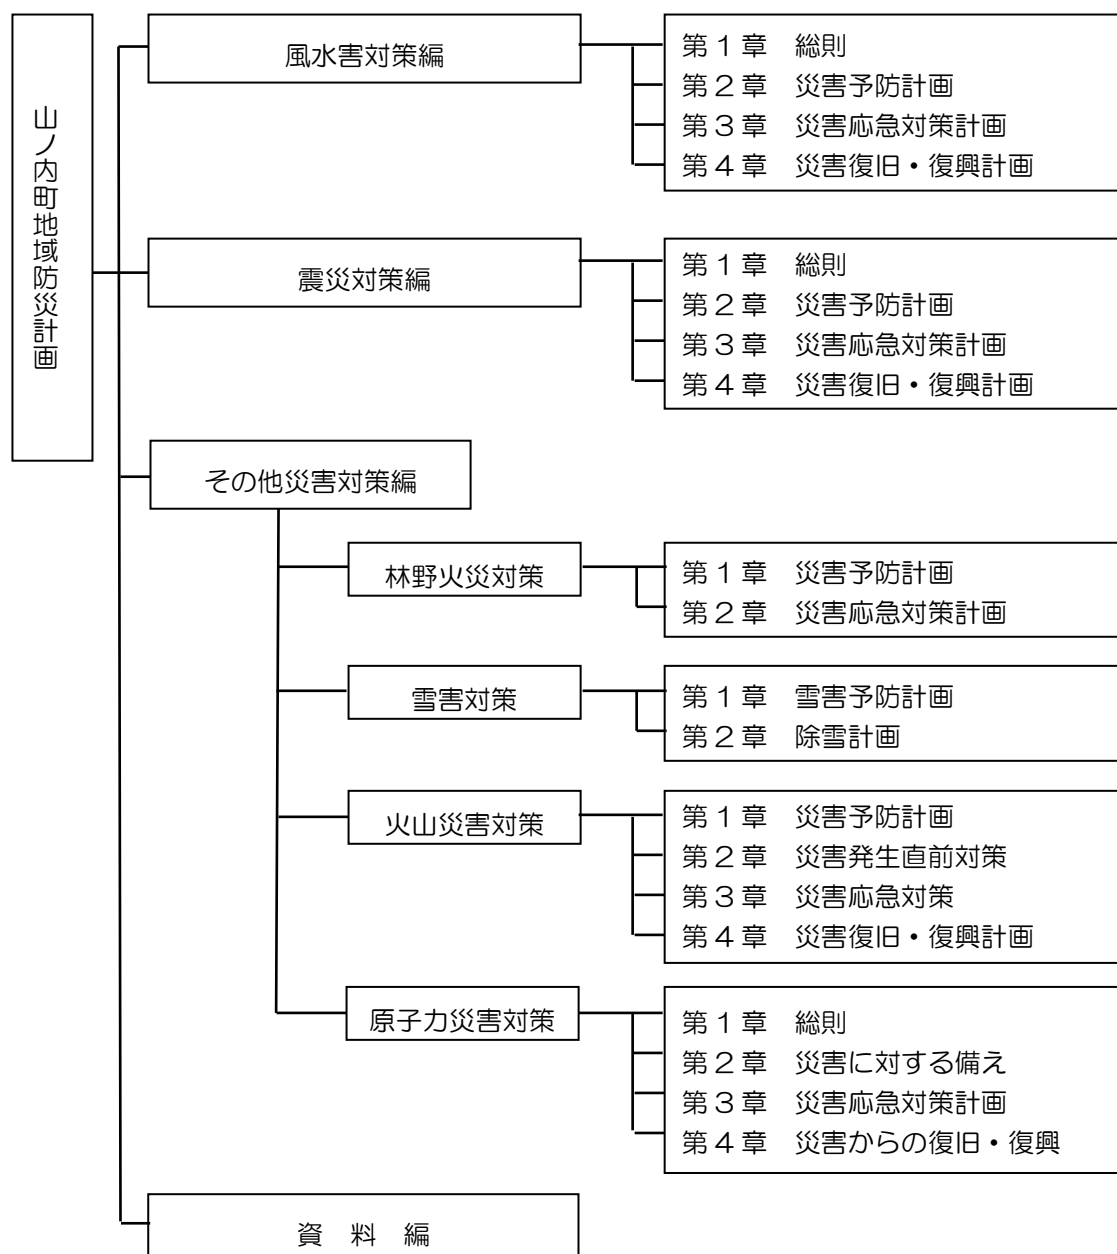 山ノ内町地域防災計画
風水害対策編
第1章　総則
第2章　災害予防計画
第3章　災害応急対策計画
第4章　災害復旧・復興計画
震災対策編
第1章　総則
第2章　災害予防計画
第3章　災害応急対策計画
第4章　災害復旧・復興計画
その他災害対策編
林野火災対策
第1章　災害予防計画
第2章　災害応急対策計画
雪害対策
第1章　雪害予防計画
第2章　除雪計画
火山災害対策
第1章　災害予防計画
第2章　災害発生直前対策
第3章　災害応急対策
第4章　災害復旧・復興計画
原子力災害対策
第1章　総則
第2章　災害に対する備え
第3章　災害応急対策計画
第4章　災害からの復旧・復興
資　料　編